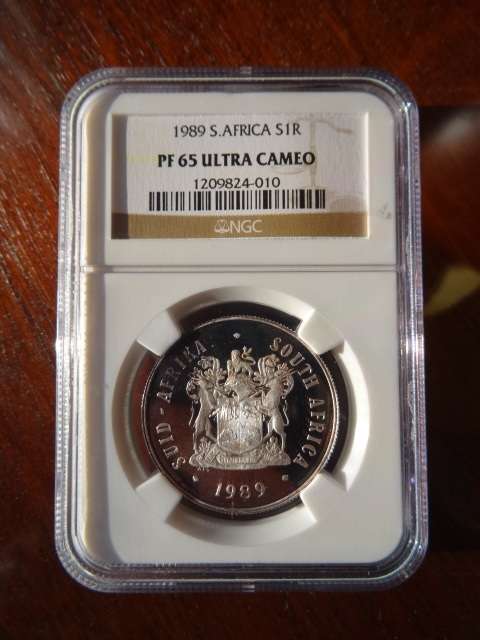 1989 S.AFRICA S1R
PF 65 ULTRA CAMEO
1209824-010
NGC
SUID-AFRIKA SOUTH AFRICA
1989